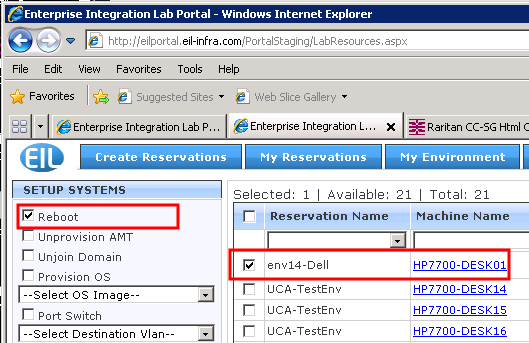 Enterprise Integration Lab Portal - Windows Internet Explorer
http://eilportal.eil-infra.com/PortalStaging/LabResources.aspx
File Edit View Favorites Tools Help
Favorites Suggested Sites Web Slice Gallery
Enterprise Integration Lab P... Enterprise Integration L... Raritan CC-SG Html C
EIL Create Reservations My Reservations My Environment
SETUP SYSTEMS
Reboot
Unprovision AMT
Unjoin Domain
Provision OS
--Select OS Image--
Port Switch
--Select Destination Vlan--
Selected: 1 | Available: 21 | Total: 21
Reservation Name Machine Name
env14-Dell HP7700-DESK01
UCA-TestEnv HP7700-DESK14
UCA-TestEnv HP7700-DESK15
UCA-TestEnv HP7700-DESK16